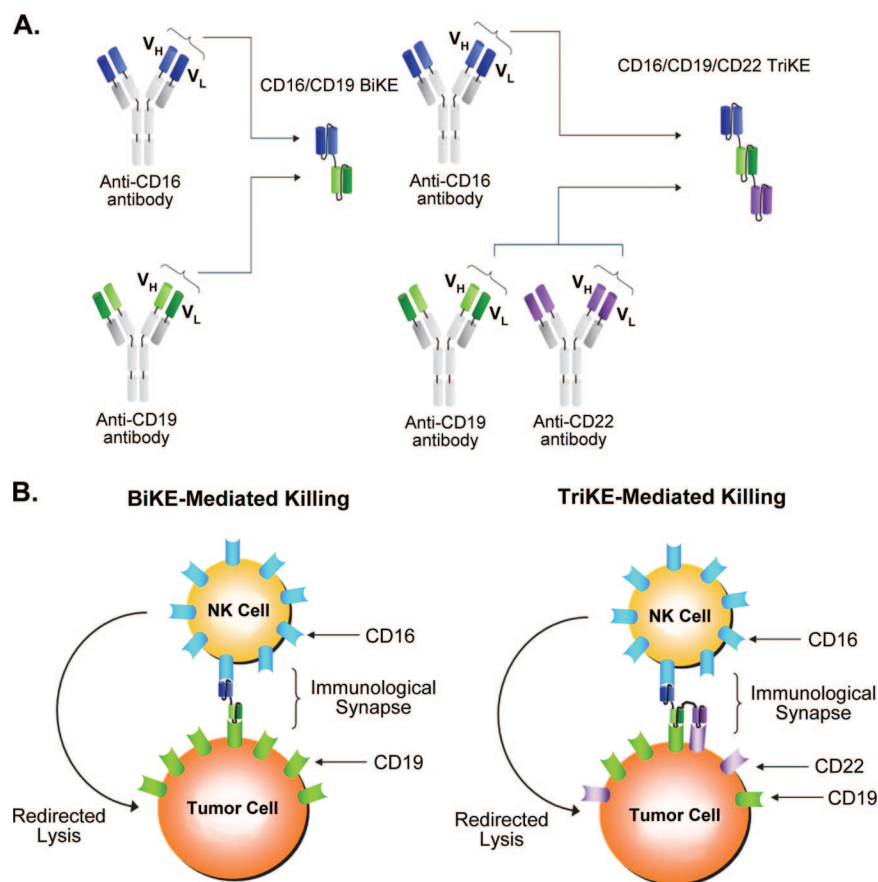 A.
VH
VL
Anti-CD16
antibody
CD16/CD19 BiKE
VH
VL
Anti-CD16
antibody
CD16/CD19/CD22 TriKE
VH
VL
Anti-CD19
antibody
VH
VL
Anti-CD19
antibody
VH
VL
Anti-CD22
antibody
B.
BiKE-Mediated Killing
NK Cell
CD16
Immunological
Synapse
CD19
Tumor Cell
Redirected
Lysis
TriKE-Mediated Killing
NK Cell
CD16
Immunological
Synapse
CD22
CD19
Tumor Cell
Redirected
Lysis